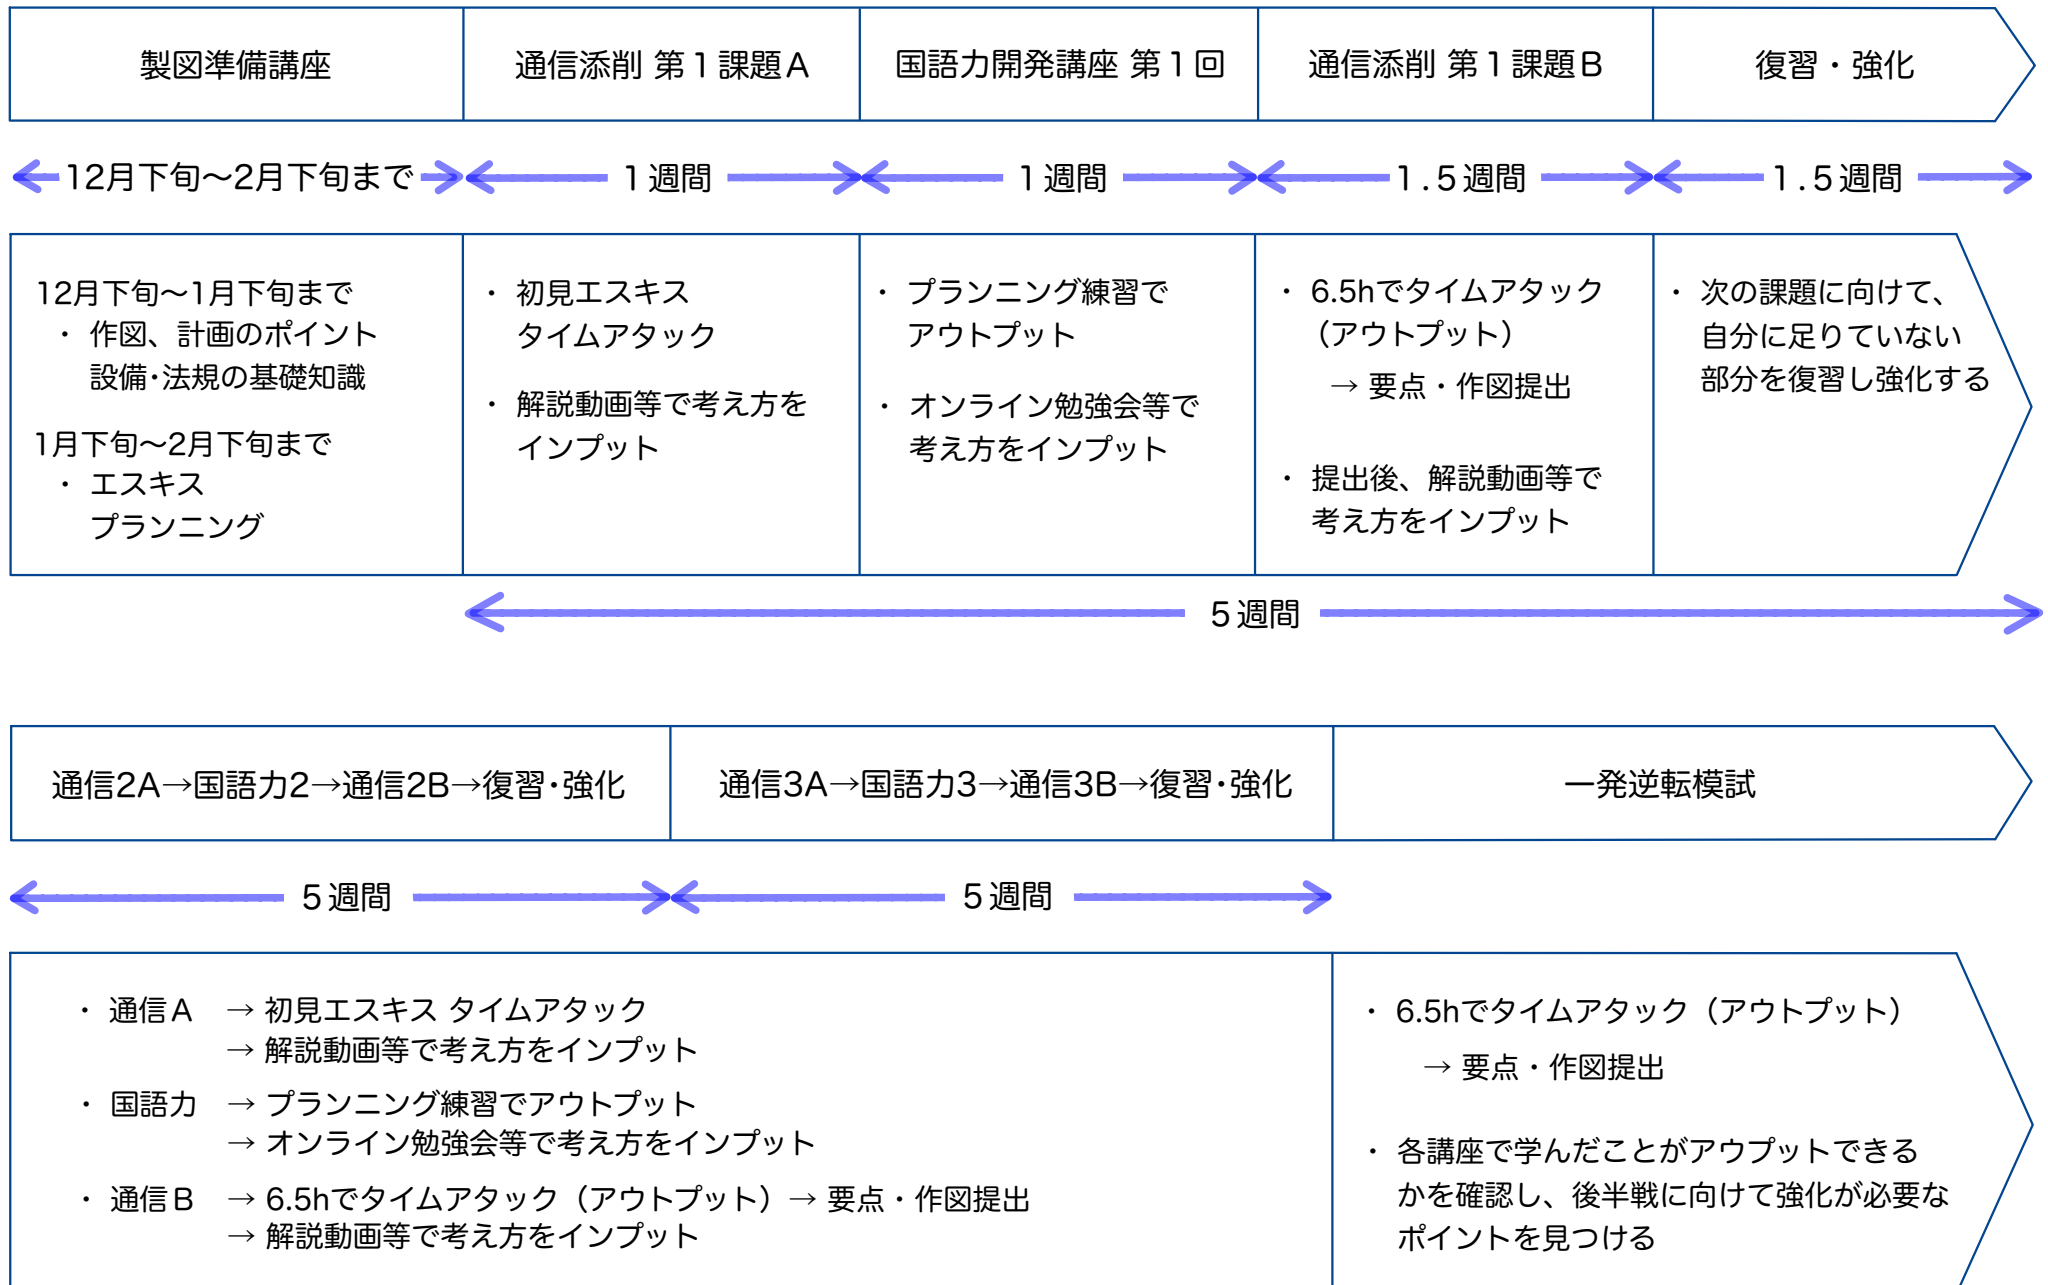 製図準備講座
通信添削 第１課題Ａ
国語力開発講座 第１回
通信添削 第１課題Ｂ
復習・強化
12月下旬〜2月下旬まで
１週間
１週間
１.５週間
１.５週間
12月下旬〜1月下旬まで
・ 作図、計画のポイント
設備･法規の基礎知識
1月下旬〜2月下旬まで
・ エスキス
プランニング
・ 初見エスキス
タイムアタック
・ 解説動画等で考え方を
インプット
・ プランニング練習で
アウトプット
・ オンライン勉強会等で
考え方をインプット
・ 6.5hでタイムアタック
（アウトプット）
→ 要点・作図提出
・ 提出後、解説動画等で
考え方をインプット
・ 次の課題に向けて、
自分に足りていない
部分を復習し強化する
５週間
通信2A→国語力2→通信2B→復習･強化
通信3A→国語力3→通信3B→復習･強化
一発逆転模試
５週間
５週間
・ 通信Ａ → 初見エスキス タイムアタック
→ 解説動画等で考え方をインプット
・ 国語力 → プランニング練習でアウトプット
→ オンライン勉強会等で考え方をインプット
・ 通信Ｂ → 6.5hでタイムアタック（アウトプット）→ 要点・作図提出
→ 解説動画等で考え方をインプット
・ 6.5hでタイムアタック（アウトプット）
→ 要点・作図提出
・ 各講座で学んだことがアウプットできる
かを確認し、後半戦に向けて強化が必要な
ポイントを見つける